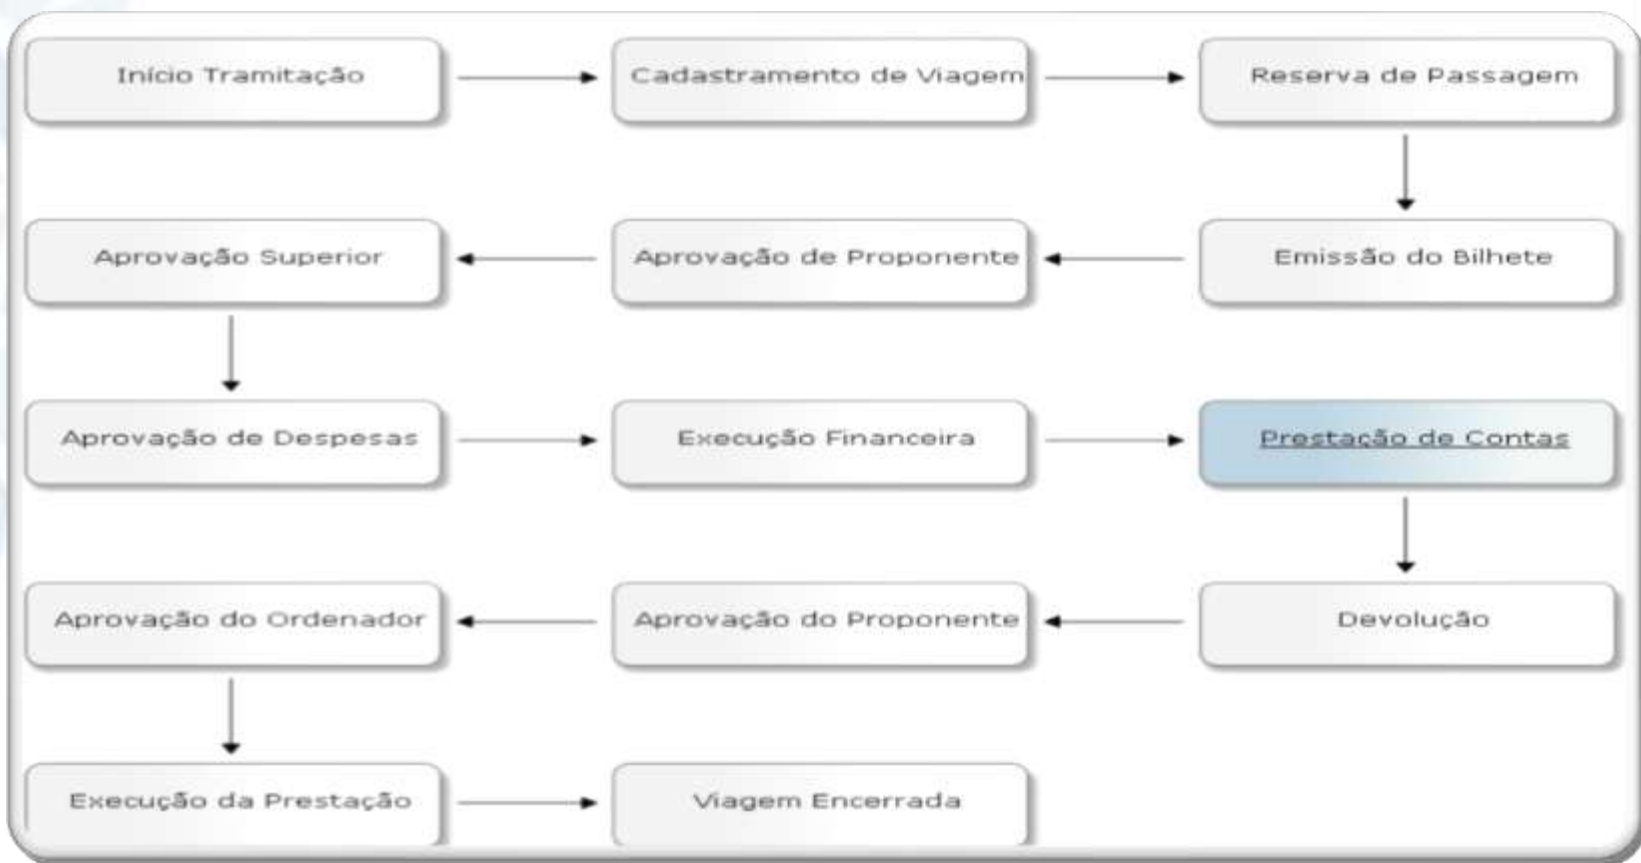 Início Tramitação
Cadastramento de Viagem
Reserva de Passagem
Emissão do Bilhete
Aprovação de Proponente
Aprovação Superior
Aprovação de Despesas
Execução Financeira
Prestação de Contas
Devolução
Aprovação do Proponente
Aprovação do Ordenador
Execução da Prestação
Viagem Encerrada